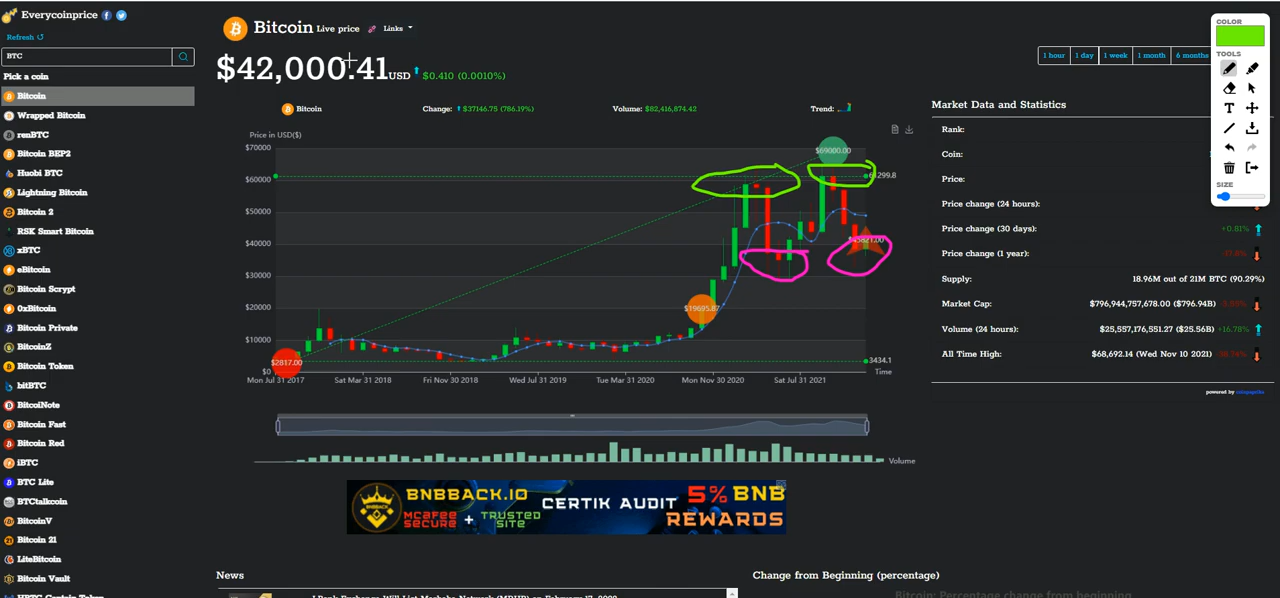 Everycoinprice
Refresh
BTC
Pick a coin
Bitcoin
Wrapped Bitcoin
renBTC
Bitcoin BEP2
Huobi BTC
Lightning Bitcoin
Bitcoin 2
RSK Smart Bitcoin
xBTC
eBitcoin
Bitcoin Scrypt
0xBitcoin
Bitcoin Private
BitcoinZ
Bitcoin Token
bitBTC
BitcoiNote
Bitcoin Fast
Bitcoin Red
iBTC
BTC Lite
BTCtalkcoin
BitcoinV
Bitcoin 21
LiteBitcoin
Bitcoin Vault
Bitcoin Live price Links
$42,000.41 USD $0.410 (0.0010%)
Bitcoin Change: $37146.75 (786.19%) Volume: $82,416,874.42 Trend:
Price in USD($)
$70000
$60000
$50000
$40000
$30000
$20000
$10000
$0
$69000.00
61299.8
$19695.87
$2817.00
3434.1
Time
Mon Jul 31 2017 Sat Mar 31 2018 Fri Nov 30 2018 Wed Jul 31 2019 Tue Mar 31 2020 Mon Nov 30 2020 Sat Jul 31 2021
Volume
BNBBACK.IO
MCAFEE SECURE + TRUSTED SITE
CERTIK AUDIT
5% BNB
REWARDS
News
Change from Beginning (percentage)
Bitcoin: Percentage change from beginning
1 hour 1 day 1 week 1 month 6 months
Market Data and Statistics
Rank:
Coin:
Price:
Price change (24 hours):
Price change (30 days): +0.81%
Price change (1 year):
Supply: 18.96M out of 21M BTC (90.29%)
Market Cap: $796,944,757,678.00 ($796.94B)
Volume (24 hours): $25,557,176,551.27 ($25.56B) +16.78%
All Time High: $68,692.14 (Wed Nov 10 2021)
powered by
COLOR
TOOLS
T
SIZE